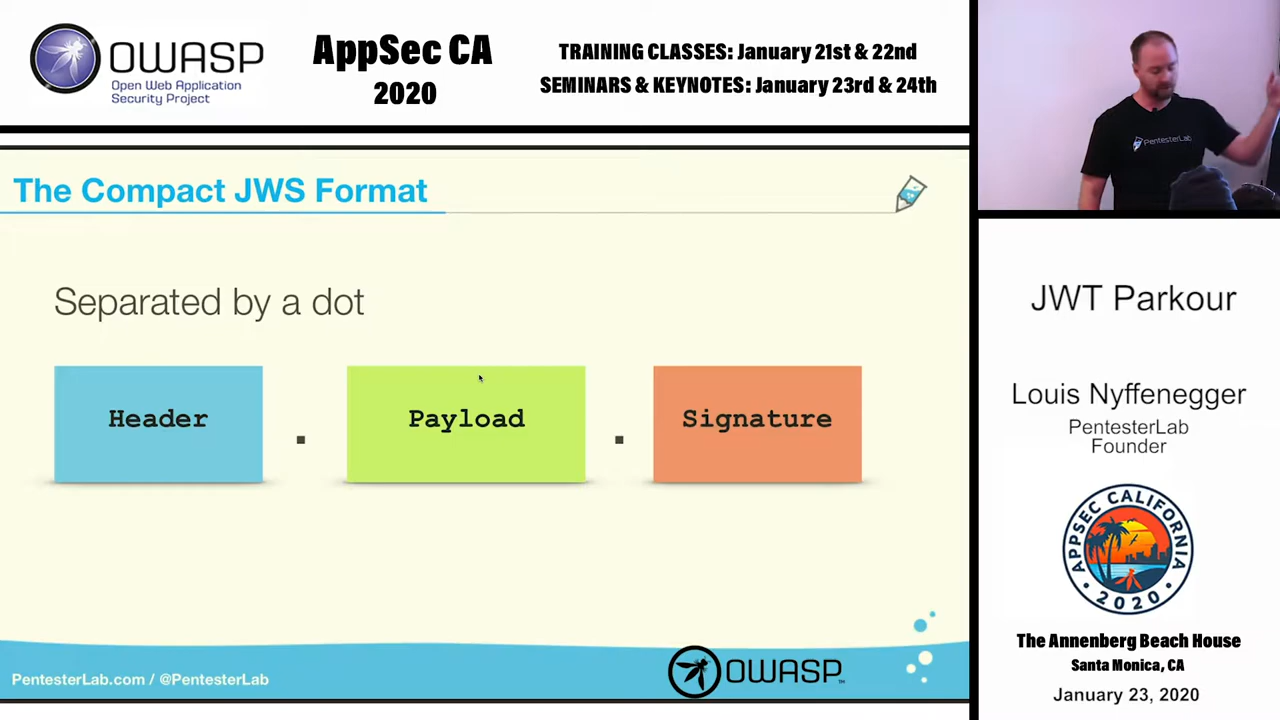 OWASP
Open Web Application
Security Project
AppSec CA
2020
TRAINING CLASSES: January 21st & 22nd
SEMINARS & KEYNOTES: January 23rd & 24th
PentesterLab
The Compact JWS Format
Separated by a dot
Header . Payload . Signature
PentesterLab.com / @PentesterLab
OWASP
TM
JWT Parkour
Louis Nyffenegger
PentesterLab
Founder
APPSEC CALIFORNIA
• 2020 •
The Annenberg Beach House
Santa Monica, CA
January 23, 2020